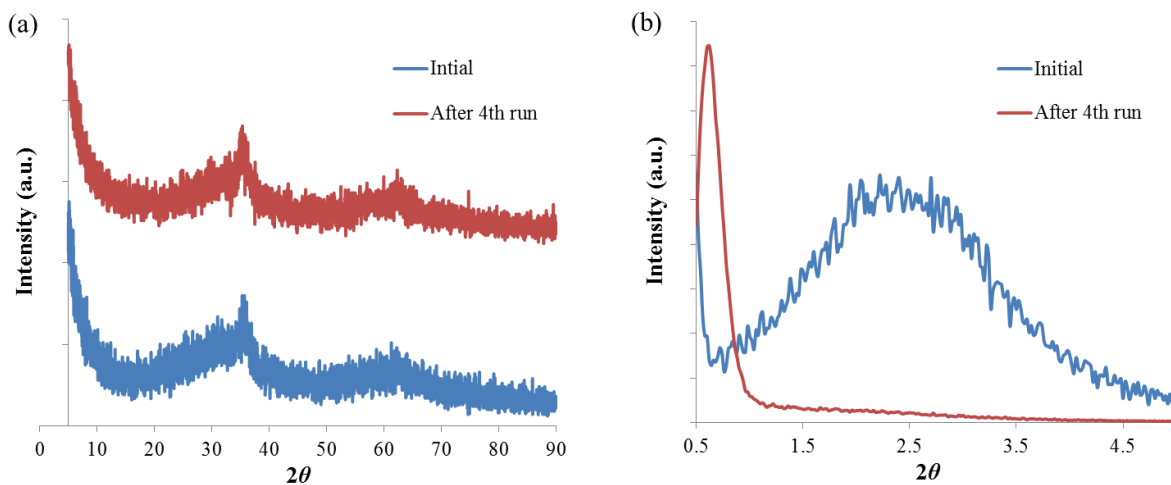 (a)
Intial
After 4th run
Intensity (a.u.)
0 10 20 30 40 50 60 70 80 90
2θ
(b)
Initial
After 4th run
Intensity (a.u.)
0.5 1.5 2.5 3.5 4.5
2θ